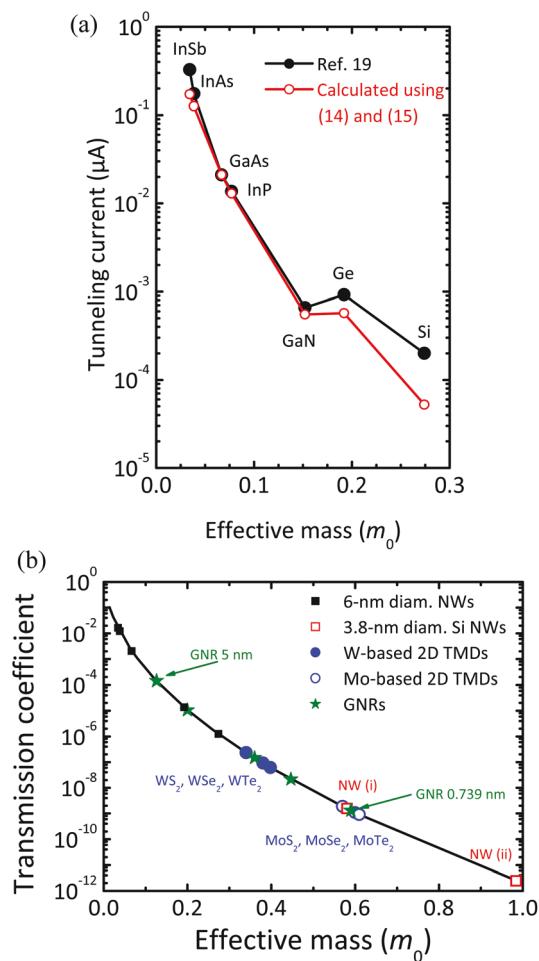 (a)
10⁰
10⁻¹
10⁻²
10⁻³
10⁻⁴
10⁻⁵
Tunneling current (μA)
InSb
InAs
GaAs
InP
GaN
Ge
Si
Ref. 19
Calculated using
(14) and (15)
0.0 0.1 0.2 0.3
Effective mass (m₀)
(b)
10⁰
10⁻²
10⁻⁴
10⁻⁶
10⁻⁸
10⁻¹⁰
10⁻¹²
Transmission coefficient
6-nm diam. NWs
3.8-nm diam. Si NWs
W-based 2D TMDs
Mo-based 2D TMDs
GNRs
GNR 5 nm
WS₂, WSe₂, WTe₂
NW (i)
GNR 0.739 nm
MoS₂, MoSe₂, MoTe₂
NW (ii)
0.0 0.2 0.4 0.6 0.8 1.0
Effective mass (m₀)